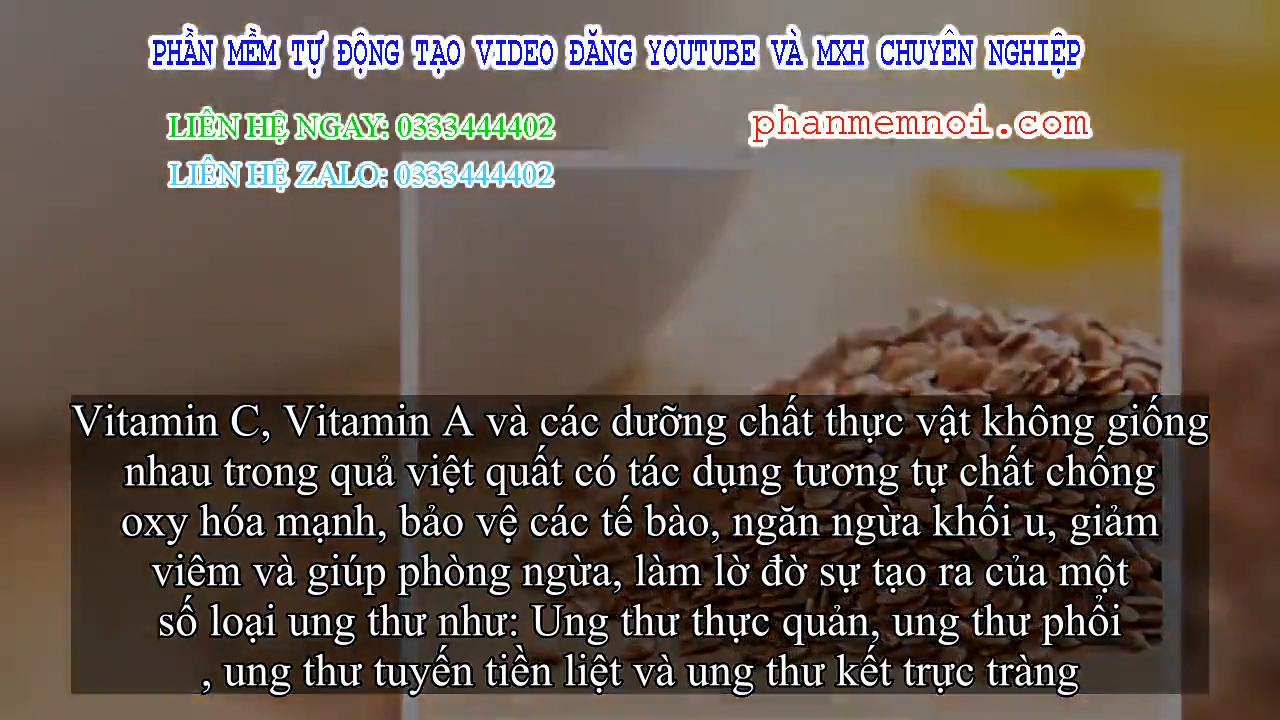 PHẦN MỀM TỰ ĐỘNG TẠO VIDEO ĐĂNG YOUTUBE VÀ MXH CHUYÊN NGHIỆP
LIÊN HỆ NGAY: 0333444402
phanmemnoi.com
LIÊN HỆ ZALO: 0333444402
Vitamin C, Vitamin A và các dưỡng chất thực vật không giống
nhau trong quả việt quất có tác dụng tương tự chất chống
oxy hóa mạnh, bảo vệ các tế bào, ngăn ngừa khối u, giảm
viêm và giúp phòng ngừa, làm lờ đờ sự tạo ra của một
số loại ung thư như: Ung thư thực quản, ung thư phổi
, ung thư tuyến tiền liệt và ung thư kết trực tràng